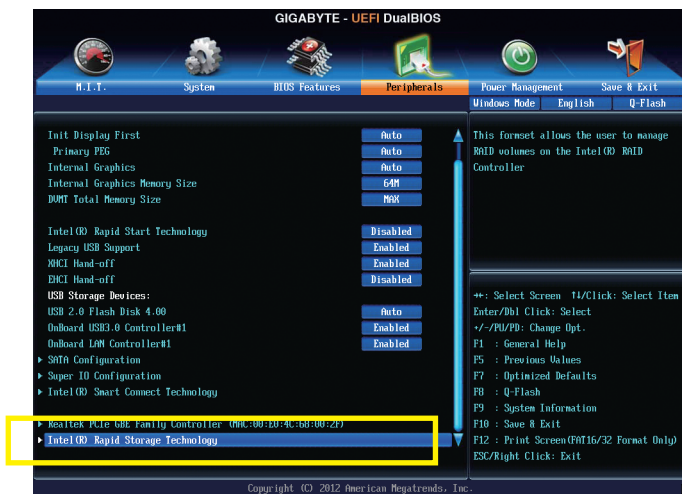 GIGABYTE - UEFI DualBIOS
M.I.T. System BIOS Features Peripherals Power Management Save & Exit
Windows Mode English Q-Flash
Init Display First Auto
Primary PEG Auto
Internal Graphics Auto
Internal Graphics Memory Size 64M
DVMT Total Memory Size MAX
Intel(R) Rapid Start Technology Disabled
Legacy USB Support Enabled
XHCI Hand-off Enabled
EHCI Hand-off Disabled
USB Storage Devices:
USB 2.0 Flash Disk 4.00 Auto
OnBoard USB3.0 Controller#1 Enabled
OnBoard LAN Controller#1 Enabled
SATA Configuration
Super IO Configuration
Intel(R) Smart Connect Technology
Realtek PCIe GBE Family Controller (MAC:00:E0:4C:68:00:2F)
Intel(R) Rapid Storage Technology
This formset allows the user to manage
RAID volumes on the Intel(R) RAID
Controller
→←: Select Screen ↑↓/Click: Select Item
Enter/Dbl Click: Select
+/-/PU/PD: Change Opt.
F1 : General Help
F5 : Previous Values
F7 : Optimized Defaults
F8 : Q-Flash
F9 : System Information
F10 : Save & Exit
F12 : Print Screen(FAT16/32 Format Only)
ESC/Right Click: Exit
Copyright (C) 2012 American Megatrends, Inc.